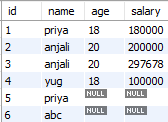 id name age salary
1 priya 18 180000
2 anjali 20 200000
3 anjali 20 297678
4 yug 18 100000
5 priya NULL NULL
6 abc NULL NULL